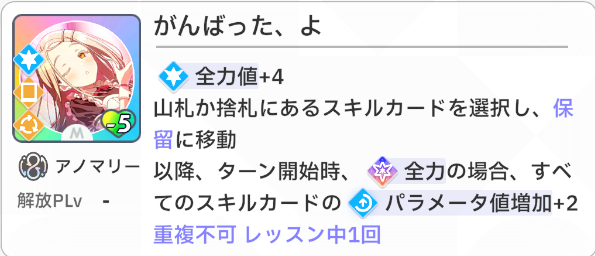 がんばった、よ
全力値+4
山札か捨札にあるスキルカードを選択し、保
留に移動
以降、ターン開始時、全力の場合、すべ
てのスキルカードのパラメータ値増加+2
重複不可 レッスン中1回
-5
M
アノマリー
解放PLv -